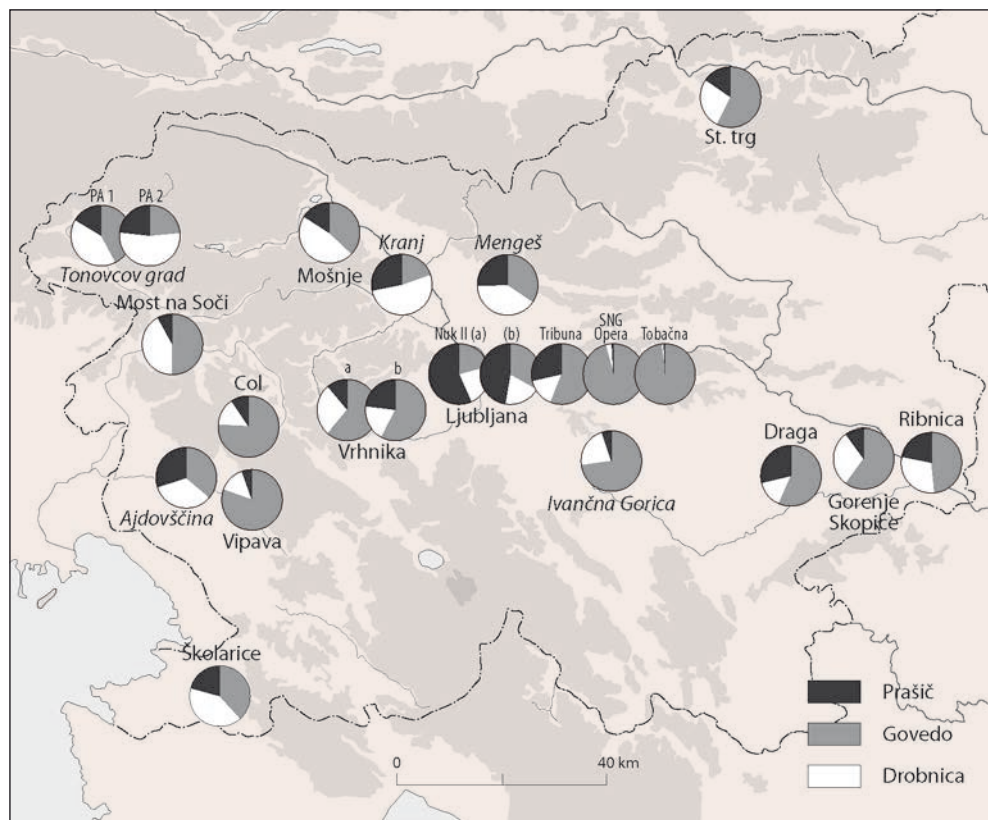 St. trg
PA 1
PA 2
Tonovcov grad
Mošnje
Kranj
Mengeš
Most na Soči
Nuk II (a)
(b)
Tribuna
SNG
Opera
Tobačna
Ljubljana
Col
a
b
Vrhnika
Ajdovščina
Vipava
Ivančna Gorica
Draga
Gorenje
Skopice
Ribnica
Školarice
Prašič
Govedo
Drobnica
0
40 km